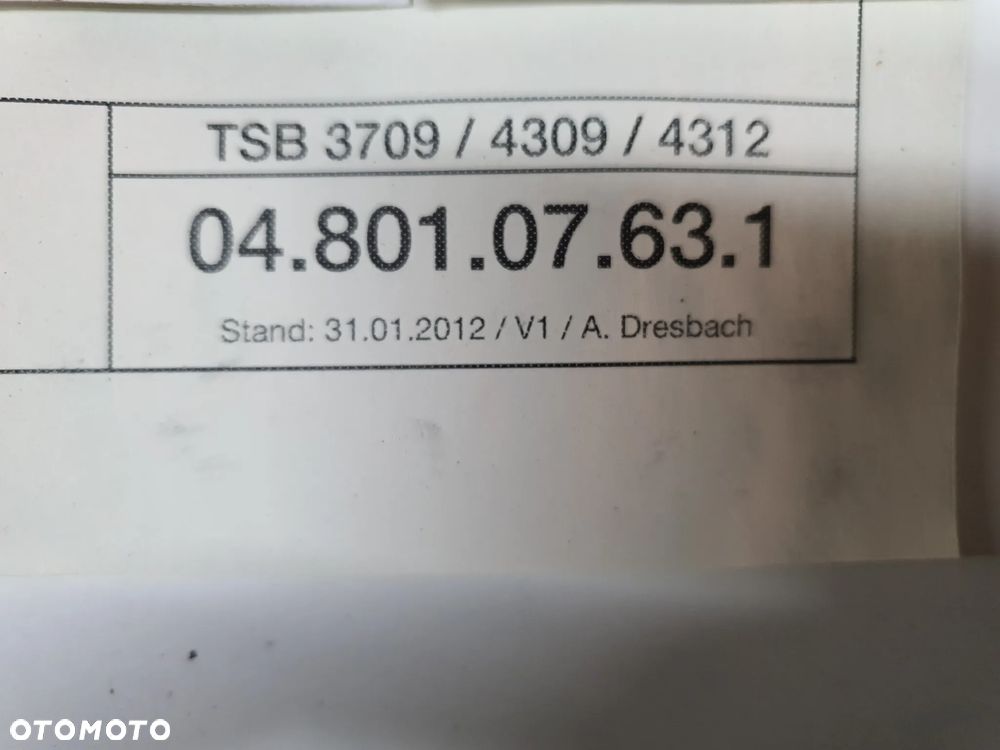 TSB 3709 / 4309 / 4312
04.801.07.63.1
Stand: 31.01.2012 / V1 / A. Dresbach
OTOMOTO